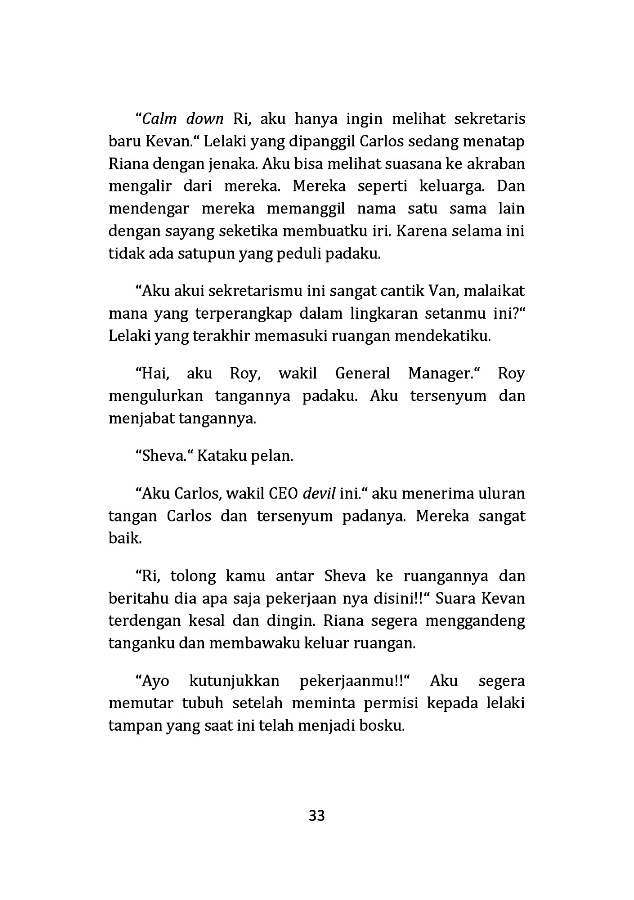 “Calm down Ri, aku hanya ingin melihat sekretaris
baru Kevan.“ Lelaki yang dipanggil Carlos sedang menatap
Riana dengan jenaka. Aku bisa melihat suasana ke akraban
mengalir dari mereka. Mereka seperti keluarga. Dan
mendengar mereka memanggil nama satu sama lain
dengan sayang seketika membuatku iri. Karena selama ini
tidak ada satupun yang peduli padaku.
“Aku akui sekretarismu ini sangat cantik Van, malaikat
mana yang terperangkap dalam lingkaran setanmu ini?“
Lelaki yang terakhir memasuki ruangan mendekatiku.
“Hai, aku Roy, wakil General Manager.“ Roy
mengulurkan tangannya padaku. Aku tersenyum dan
menjabat tangannya.
“Sheva.“ Kataku pelan.
“Aku Carlos, wakil CEO devil ini.“ aku menerima uluran
tangan Carlos dan tersenyum padanya. Mereka sangat
baik.
“Ri, tolong kamu antar Sheva ke ruangannya dan
beritahu dia apa saja pekerjaan nya disini!!“ Suara Kevan
terdengan kesal dan dingin. Riana segera menggandeng
tanganku dan membawaku keluar ruangan.
“Ayo kutunjukkan pekerjaanmu!!“ Aku segera
memutar tubuh setelah meminta permisi kepada lelaki
tampan yang saat ini telah menjadi bosku.
33